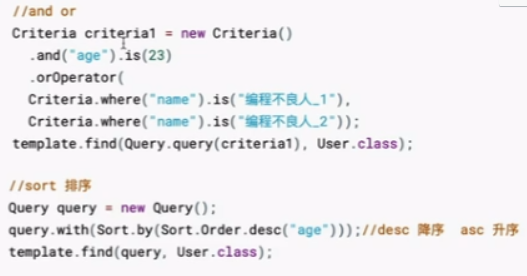 //and or
Criteria criteria1 = new Criteria()
.and("age").is(23)
.orOperator(
Criteria.where("name").is("编程不良人_1"),
Criteria.where("name").is("编程不良人_2"));
template.find(Query.query(criteria1), User.class);
//sort 排序
Query query = new Query();
query.with(Sort.by(Sort.Order.desc("age")));//desc 降序 asc 升序
template.find(query, User.class);